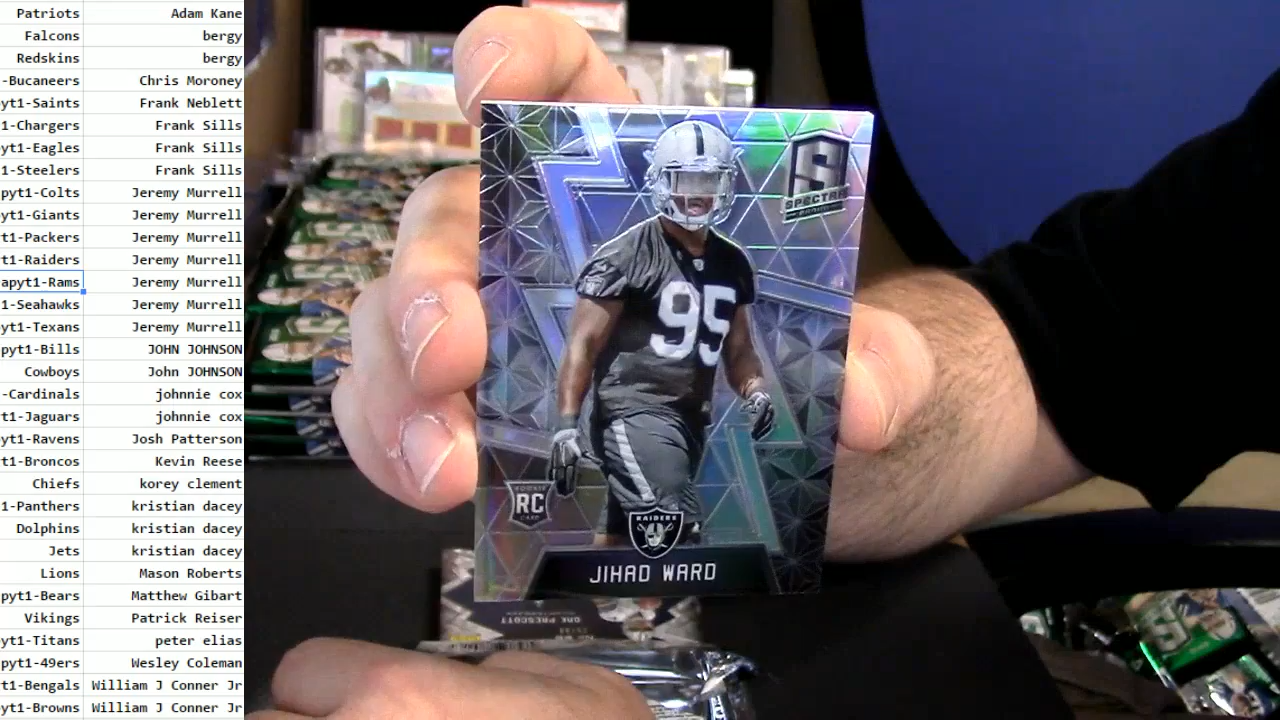 Patriots Adam Kane
Falcons bergy
Redskins bergy
-Bucaneers Chris Moroney
yt1-Saints Frank Neblett
1-Chargers Frank Sills
yt1-Eagles Frank Sills
1-Steelers Frank Sills
pyt1-Colts Jeremy Murrell
yt1-Giants Jeremy Murrell
1-Packers Jeremy Murrell
t1-Raiders Jeremy Murrell
apyt1-Rams Jeremy Murrell
1-Seahawks Jeremy Murrell
yt1-Texans Jeremy Murrell
pyt1-Bills JOHN JOHNSON
Cowboys John JOHNSON
-Cardinals johnnie cox
t1-Jaguars johnnie cox
yt1-Ravens Josh Patterson
t1-Broncos Kevin Reese
Chiefs korey clement
1-Panthers kristian dacey
Dolphins kristian dacey
Jets kristian dacey
Lions Mason Roberts
pyt1-Bears Matthew Gibart
Vikings Patrick Reiser
yt1-Titans peter elias
pyt1-49ers Wesley Coleman
t1-Bengals William J Conner Jr
yt1-Browns William J Conner Jr
S
SPECTRA
95
ROOKIE
RC
CARD
RAIDERS
JIHAD WARD
DAK PRESCOTT